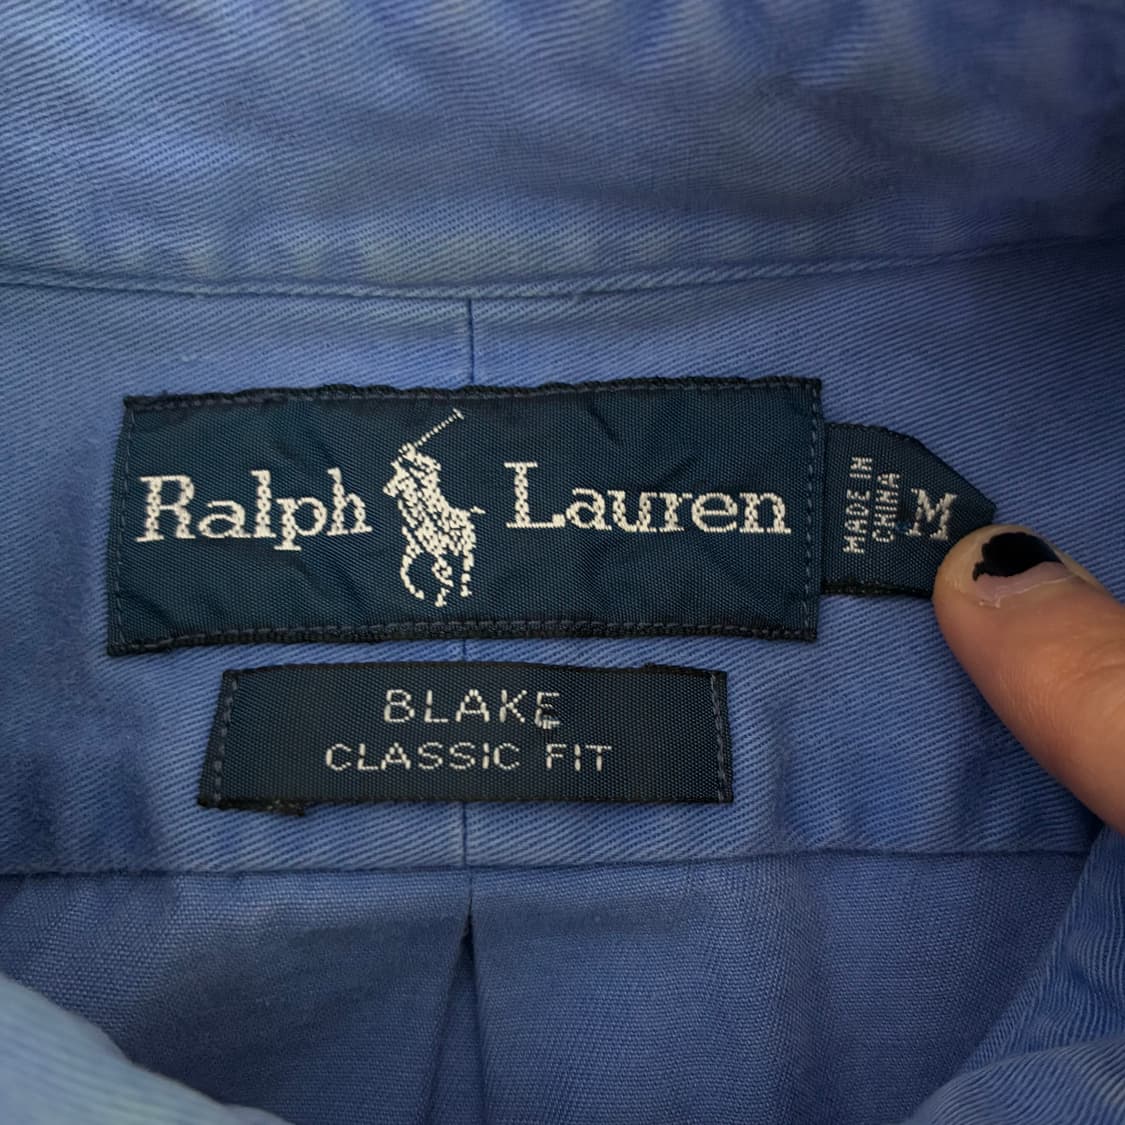 Ralph Lauren
MADE IN
CHINA
M
BLAKE
CLASSIC FIT